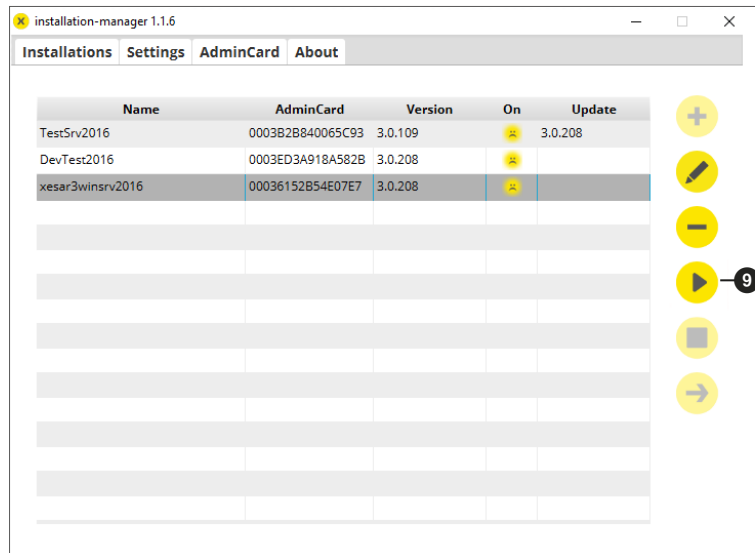 installation-manager 1.1.6
Installations Settings AdminCard About
Name AdminCard Version On Update
TestSrv2016 0003B2B840065C93 3.0.109 3.0.208
DevTest2016 0003ED3A918A582B 3.0.208
xesar3winsrv2016 00036152B54E07E7 3.0.208
9